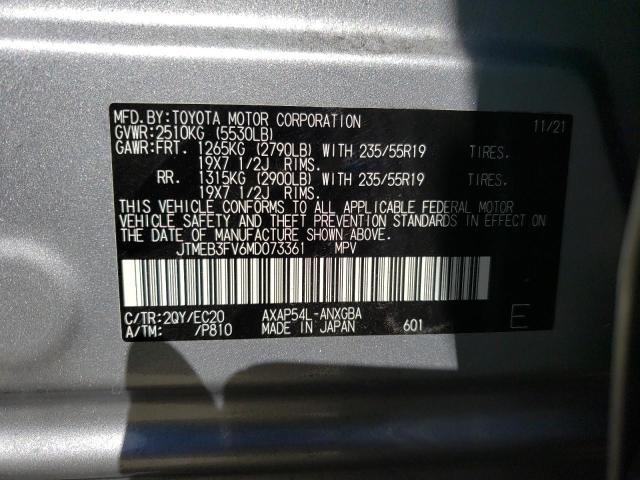 MFD.BY:TOYOTA MOTOR CORPORATION 11/21
GVWR:2510KG (5530LB)
GAWR:FRT. 1265KG (2790LB) WITH 235/55R19 TIRES.
19X7 1/2J RIMS.
RR. 1315KG (2900LB) WITH 235/55R19 TIRES.
19X7 1/2J RIMS.
THIS VEHICLE CONFORMS TO ALL APPLICABLE FEDERAL MOTOR
VEHICLE SAFETY AND THEFT PREVENTION STANDARDS IN EFFECT ON
THE DATE OF MANUFACTURE SHOWN ABOVE.
JTMEB3FV6MD073361 MPV
C/TR:2QY/EC20 AXAP54L-ANXGBA
A/TM: /P810 MADE IN JAPAN 601 E